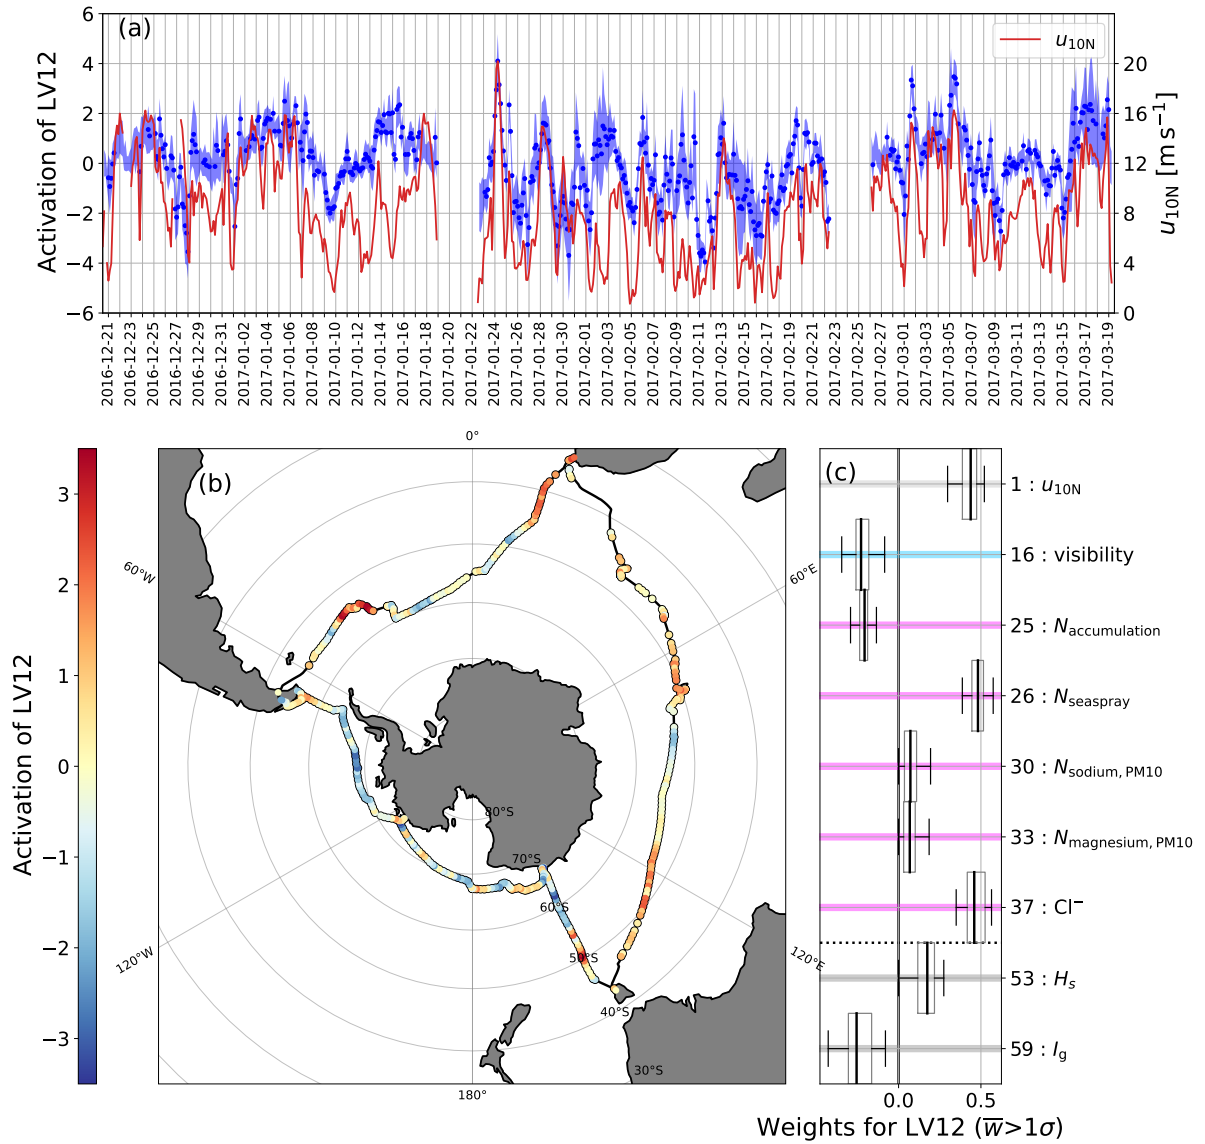 (a)
u10N
6
4
2
0
−2
−4
−6
Activation of LV12
20
16
12
8
4
0
u10N [m s−1]
2016-12-21
2016-12-23
2016-12-25
2016-12-27
2016-12-29
2016-12-31
2017-01-02
2017-01-04
2017-01-06
2017-01-08
2017-01-10
2017-01-12
2017-01-14
2017-01-16
2017-01-18
2017-01-20
2017-01-22
2017-01-24
2017-01-26
2017-01-28
2017-01-30
2017-02-01
2017-02-03
2017-02-05
2017-02-07
2017-02-09
2017-02-11
2017-02-13
2017-02-15
2017-02-17
2017-02-19
2017-02-21
2017-02-23
2017-02-25
2017-02-27
2017-03-01
2017-03-03
2017-03-05
2017-03-07
2017-03-09
2017-03-11
2017-03-13
2017-03-15
2017-03-17
2017-03-19
Activation of LV12
3
2
1
0
−1
−2
−3
(b)
0°
60°W
60°E
120°W
120°E
180°
80°S
70°S
60°S
50°S
40°S
30°S
(c)
1 : u10N
16 : visibility
25 : Naccumulation
26 : Nseaspray
30 : Nsodium, PM10
33 : Nmagnesium, PM10
37 : Cl−
53 : Hs
59 : Ig
0.0
0.5
Weights for LV12 (w̅>1σ)